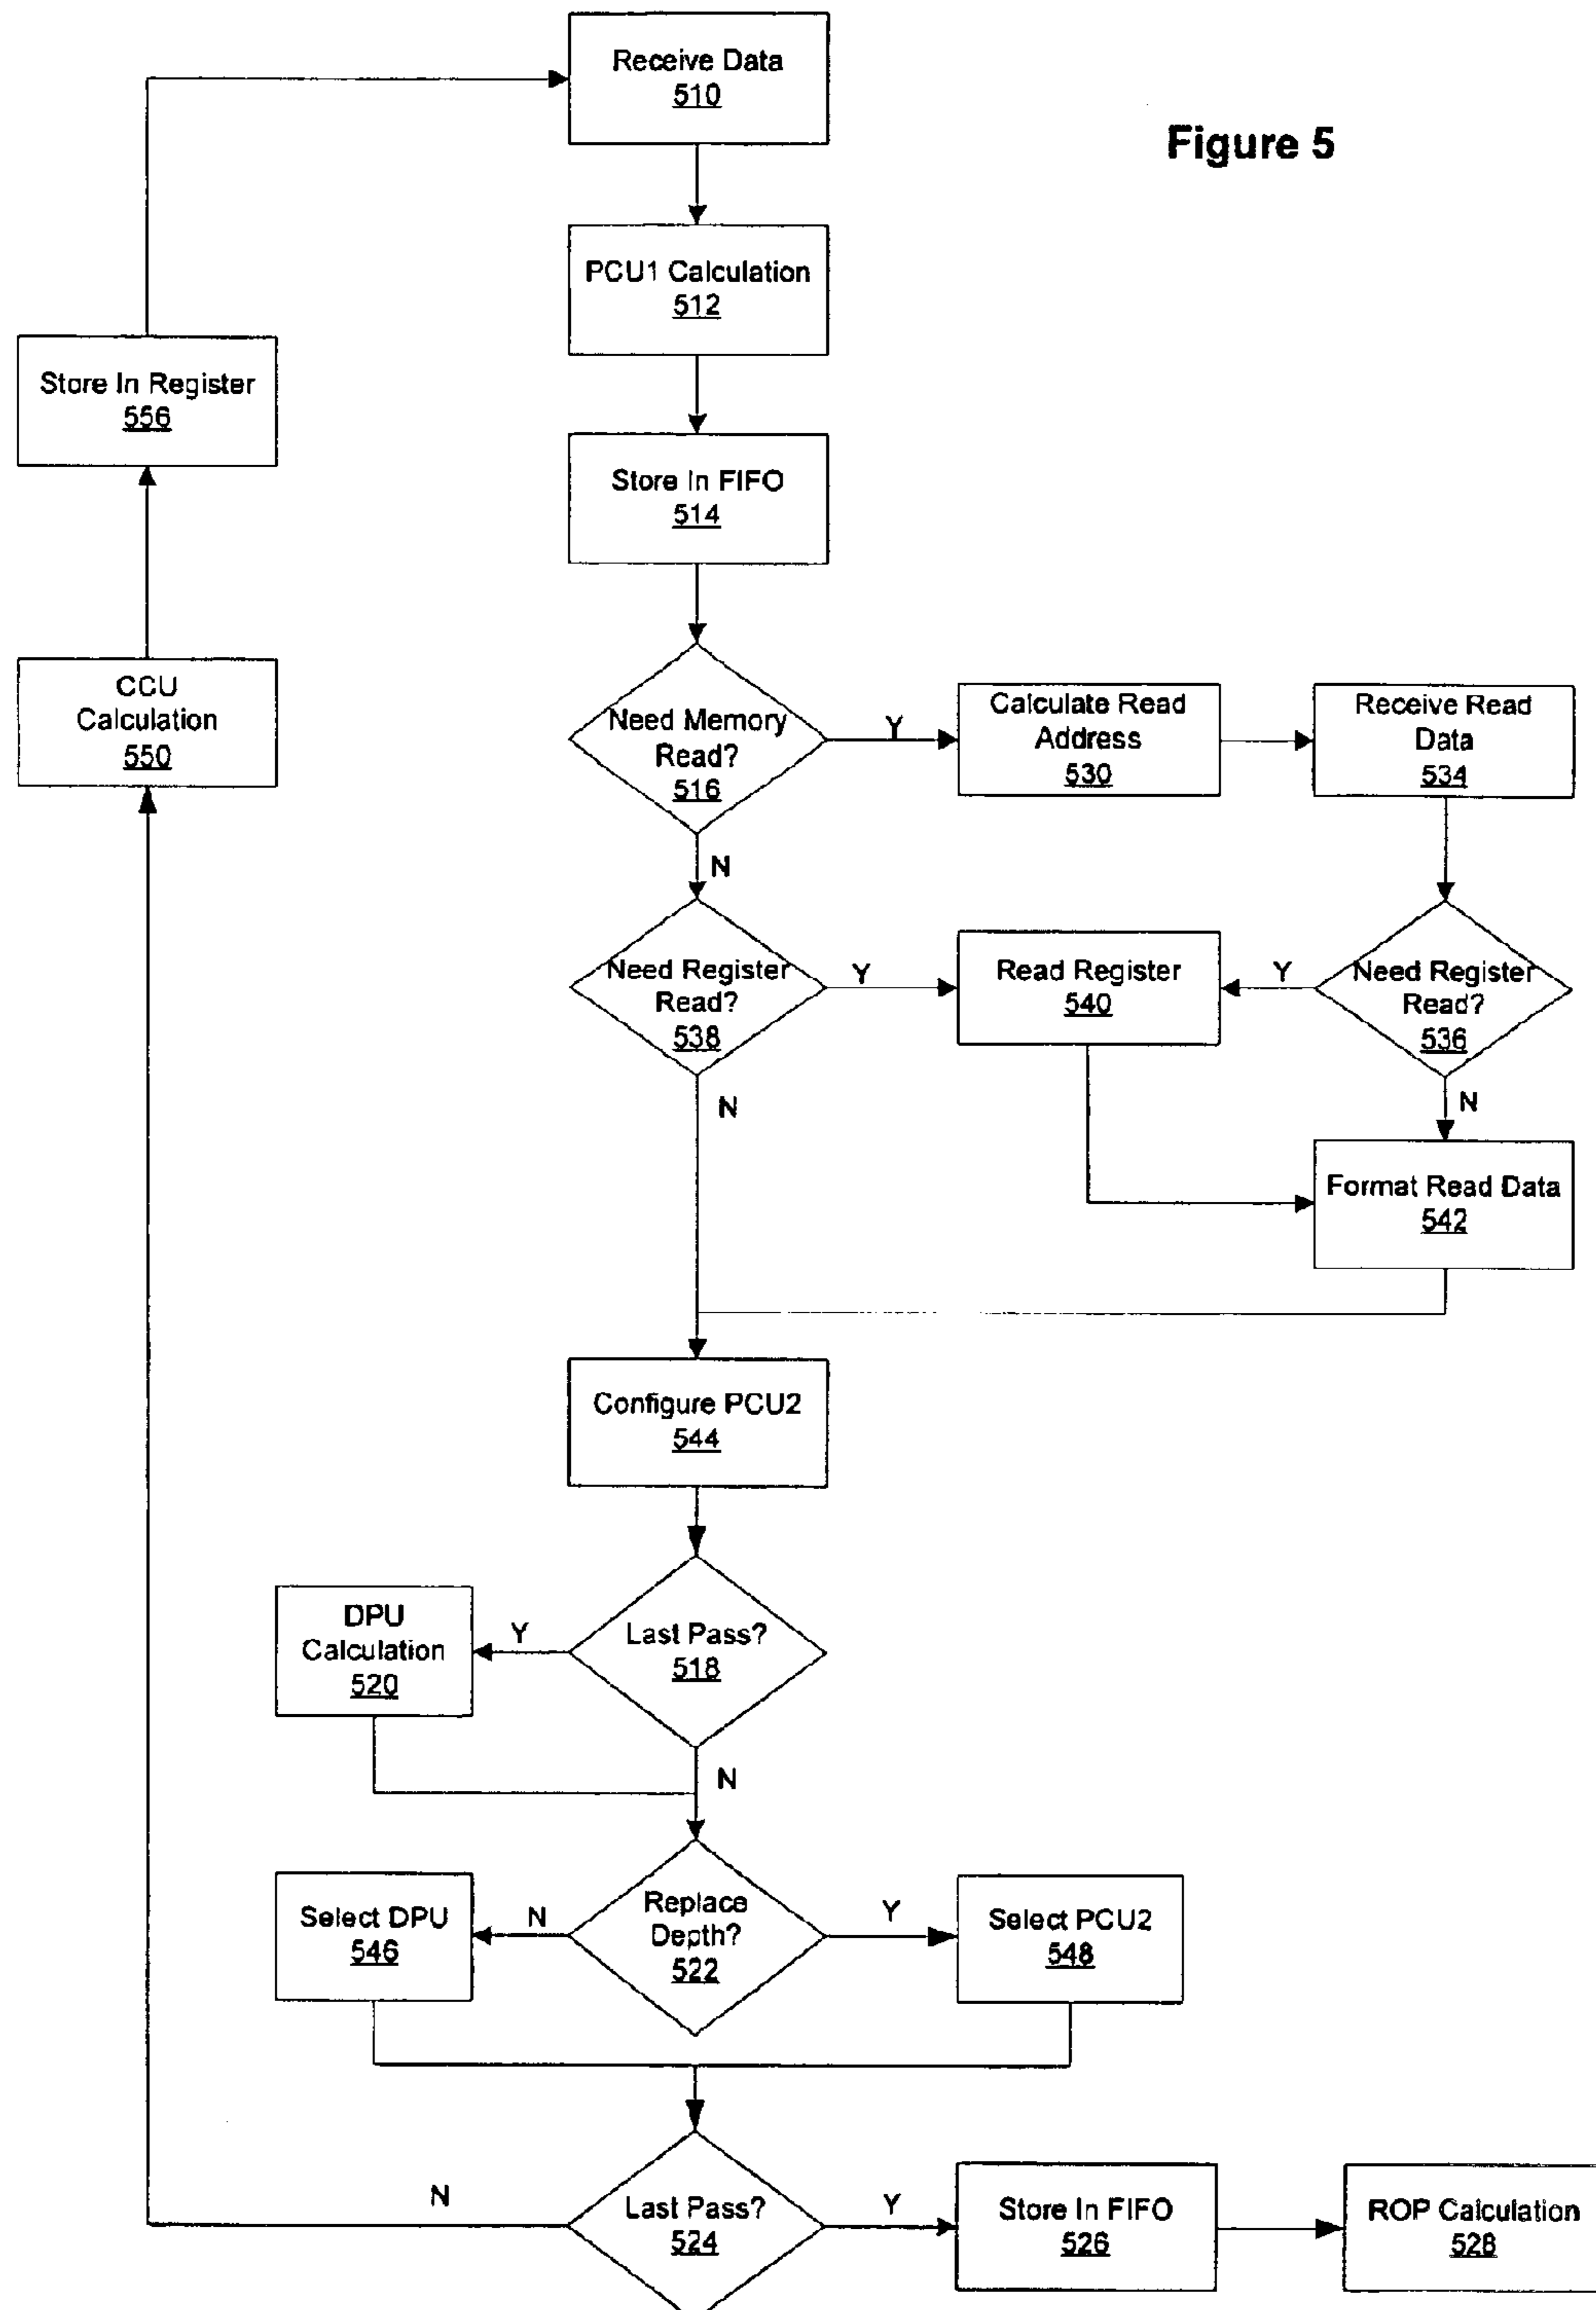 Receive Data
510
Figure 5
PCU1 Calculation
512
Store In Register
556
Store In FIFO
514
CCU
Calculation
550
Need Memory
Read?
516
Y
Calculate Read
Address
530
Receive Read
Data
534
N
Need Register
Read?
538
Y
Read Register
540
Y
Need Register
Read?
536
N
N
Format Read Data
542
Configure PCU2
544
DPU
Calculation
520
Y
Last Pass?
518
N
Select DPU
546
N
Replace
Depth?
522
Y
Select PCU2
548
N
Last Pass?
524
Y
Store In FIFO
526
ROP Calculation
528